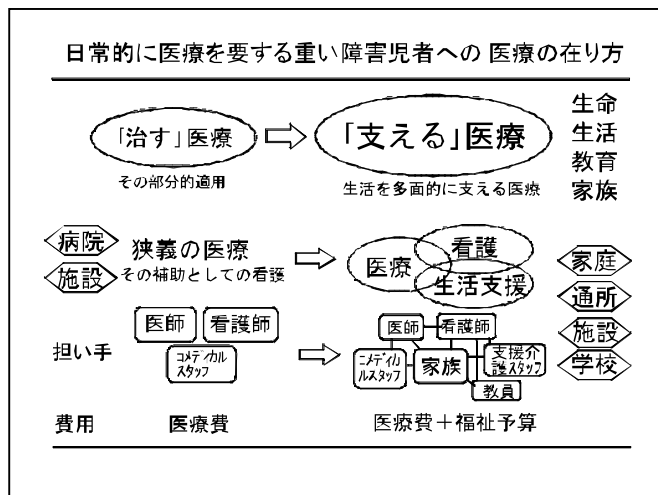 日常的に医療を要する重い障害児者への 医療の在り方
「治す」医療
「支える」医療
生命
生活
教育
家族
その部分的適用
生活を多面的に支える医療
病院
施設
狭義の医療
その補助としての看護
医療
看護
生活支援
家庭
通所
施設
学校
担い手
医師
看護師
コメディカル
スタッフ
医師
看護師
コメディカ
ルスタッフ
家族
支援介
護スタッフ
教員
費用
医療費
医療費＋福祉予算